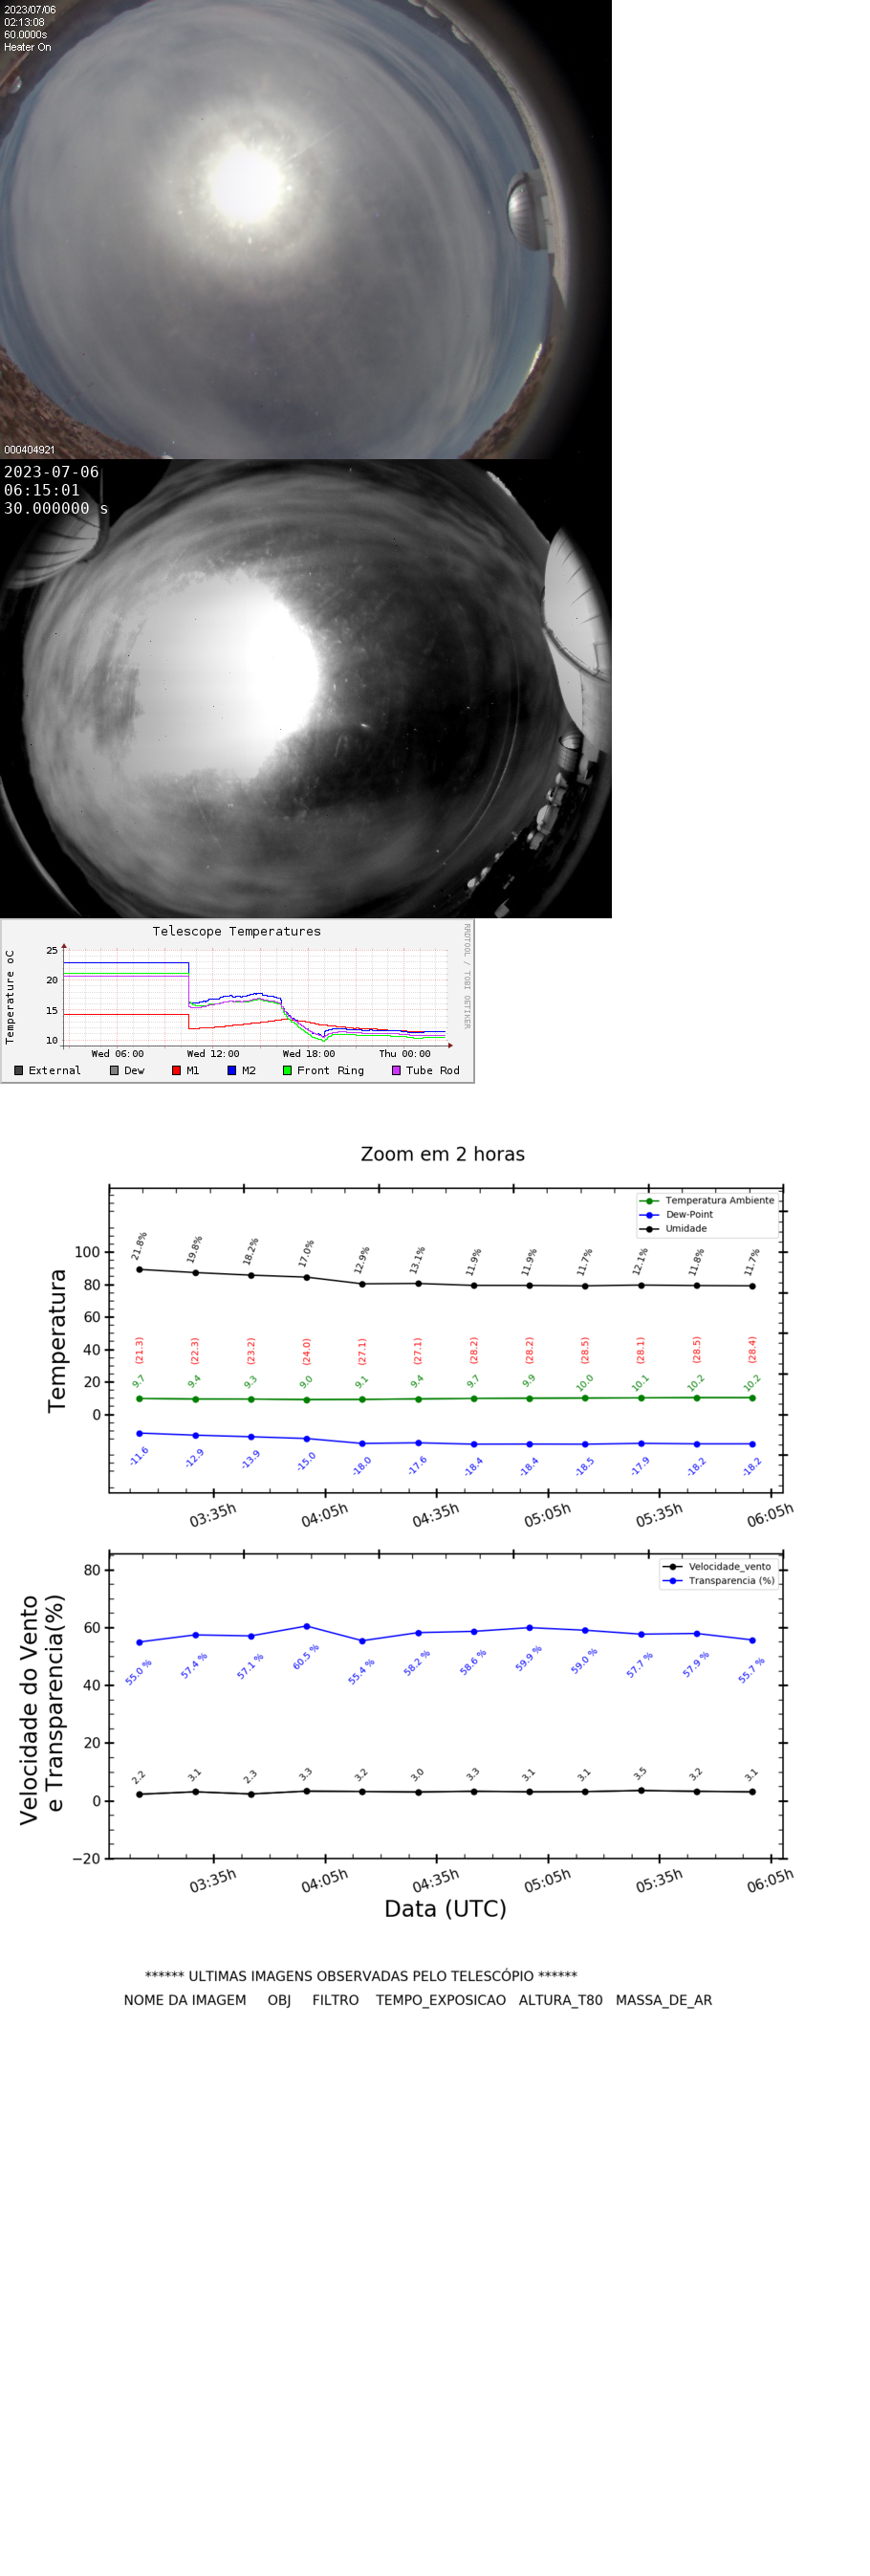 2023/07/06
02:13:08
60.0000s
Heater On
000404921
2023-07-06
06:15:01
30.000000 s
Telescope Temperatures
RRDTOOL / TOBI OETIKER
Temperature oC
25
20
15
10
Wed 06:00 Wed 12:00 Wed 18:00 Thu 00:00
External Dew M1 M2 Front Ring Tube Rod
Zoom em 2 horas
Temperatura
Temperatura Ambiente
Dew-Point
Umidade
100
80
60
40
20
0
21.8% 19.8% 18.2% 17.0% 12.9% 13.1% 11.9% 11.9% 11.7% 12.1% 11.8% 11.7%
(21.3) (22.3) (23.2) (24.0) (27.1) (27.1) (28.2) (28.2) (28.5) (28.1) (28.5) (28.4)
9.7 9.4 9.3 9.0 9.1 9.4 9.7 9.9 10.0 10.1 10.2 10.2
-11.6 -12.9 -13.9 -15.0 -18.0 -17.6 -18.4 -18.4 -18.5 -17.9 -18.2 -18.2
03:35h 04:05h 04:35h 05:05h 05:35h 06:05h
Velocidade do Vento
e Transparencia(%)
Velocidade_vento
Transparencia (%)
80
60
40
20
0
−20
55.0 % 57.4 % 57.1 % 60.5 % 55.4 % 58.2 % 58.6 % 59.9 % 59.0 % 57.7 % 57.9 % 55.7 %
2.2 3.1 2.3 3.3 3.2 3.0 3.3 3.1 3.1 3.5 3.2 3.1
03:35h 04:05h 04:35h 05:05h 05:35h 06:05h
Data (UTC)
****** ULTIMAS IMAGENS OBSERVADAS PELO TELESCÓPIO ******
NOME DA IMAGEM OBJ FILTRO TEMPO_EXPOSICAO ALTURA_T80 MASSA_DE_AR